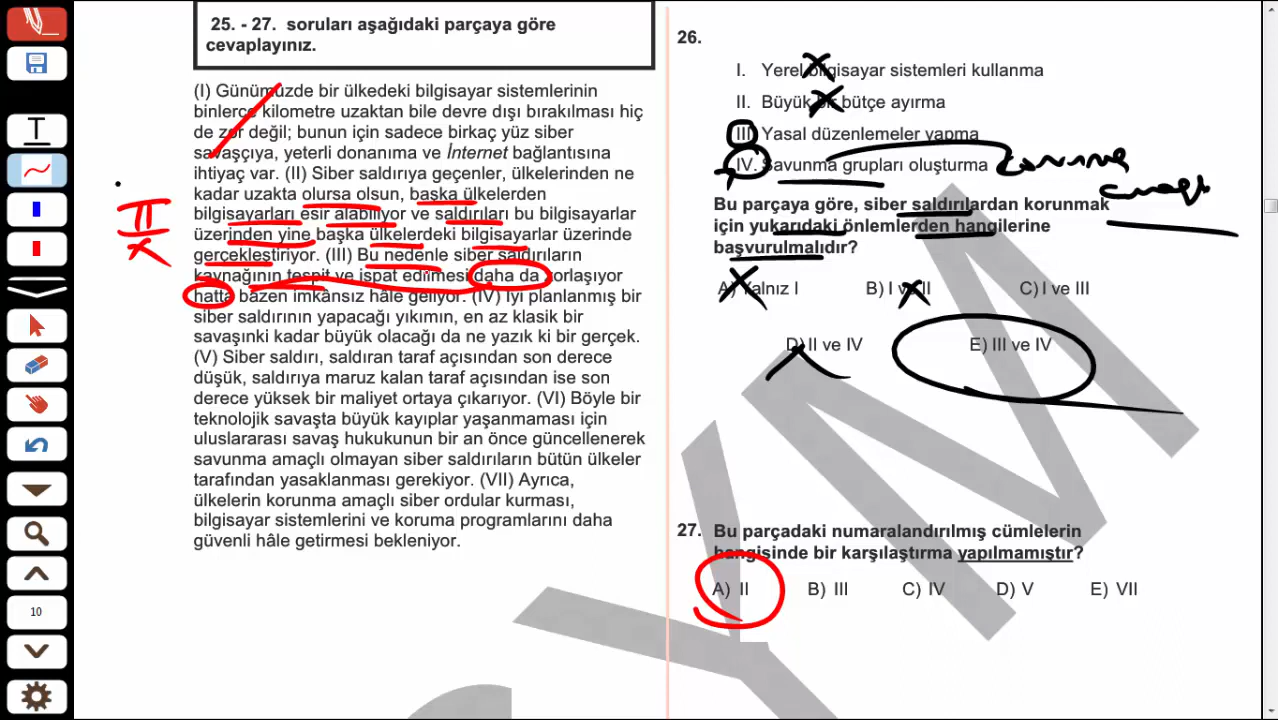 25. - 27. soruları aşağıdaki parçaya göre
cevaplayınız.
(I) Günümüzde bir ülkedeki bilgisayar sistemlerinin
binlerce kilometre uzaktan bile devre dışı bırakılması hiç
de zor değil; bunun için sadece birkaç yüz siber
savaşçıya, yeterli donanıma ve İnternet bağlantısına
ihtiyaç var. (II) Siber saldırıya geçenler, ülkelerinden ne
kadar uzakta olursa olsun, başka ülkelerden
bilgisayarları esir alabiliyor ve saldırıları bu bilgisayarlar
üzerinden yine başka ülkelerdeki bilgisayarlar üzerinde
gerçekleştiriyor. (III) Bu nedenle siber saldırıların
kaynağının tespit ve ispat edilmesi daha da zorlaşıyor
hatta bazen imkânsız hâle geliyor. (IV) İyi planlanmış bir
siber saldırının yapacağı yıkımın, en az klasik bir
savaşınki kadar büyük olacağı da ne yazık ki bir gerçek.
(V) Siber saldırı, saldıran taraf açısından son derece
düşük, saldırıya maruz kalan taraf açısından ise son
derece yüksek bir maliyet ortaya çıkarıyor. (VI) Böyle bir
teknolojik savaşta büyük kayıplar yaşanmaması için
uluslararası savaş hukukunun bir an önce güncellenerek
savunma amaçlı olmayan siber saldırıların bütün ülkeler
tarafından yasaklanması gerekiyor. (VII) Ayrıca,
ülkelerin korunma amaçlı siber ordular kurması,
bilgisayar sistemlerini ve koruma programlarını daha
güvenli hâle getirmesi bekleniyor.
II
T
10
26.
I. Yerel bilgisayar sistemleri kullanma
II. Büyük bir bütçe ayırma
III. Yasal düzenlemeler yapma
IV. Savunma grupları oluşturma
Bu parçaya göre, siber saldırılardan korunmak
için yukarıdaki önlemlerden hangilerine
başvurulmalıdır?
A) Yalnız I B) I ve II C) I ve III
D) II ve IV E) III ve IV
27. Bu parçadaki numaralandırılmış cümlelerin
hangisinde bir karşılaştırma yapılmamıştır?
A) II B) III C) IV D) V E) VII